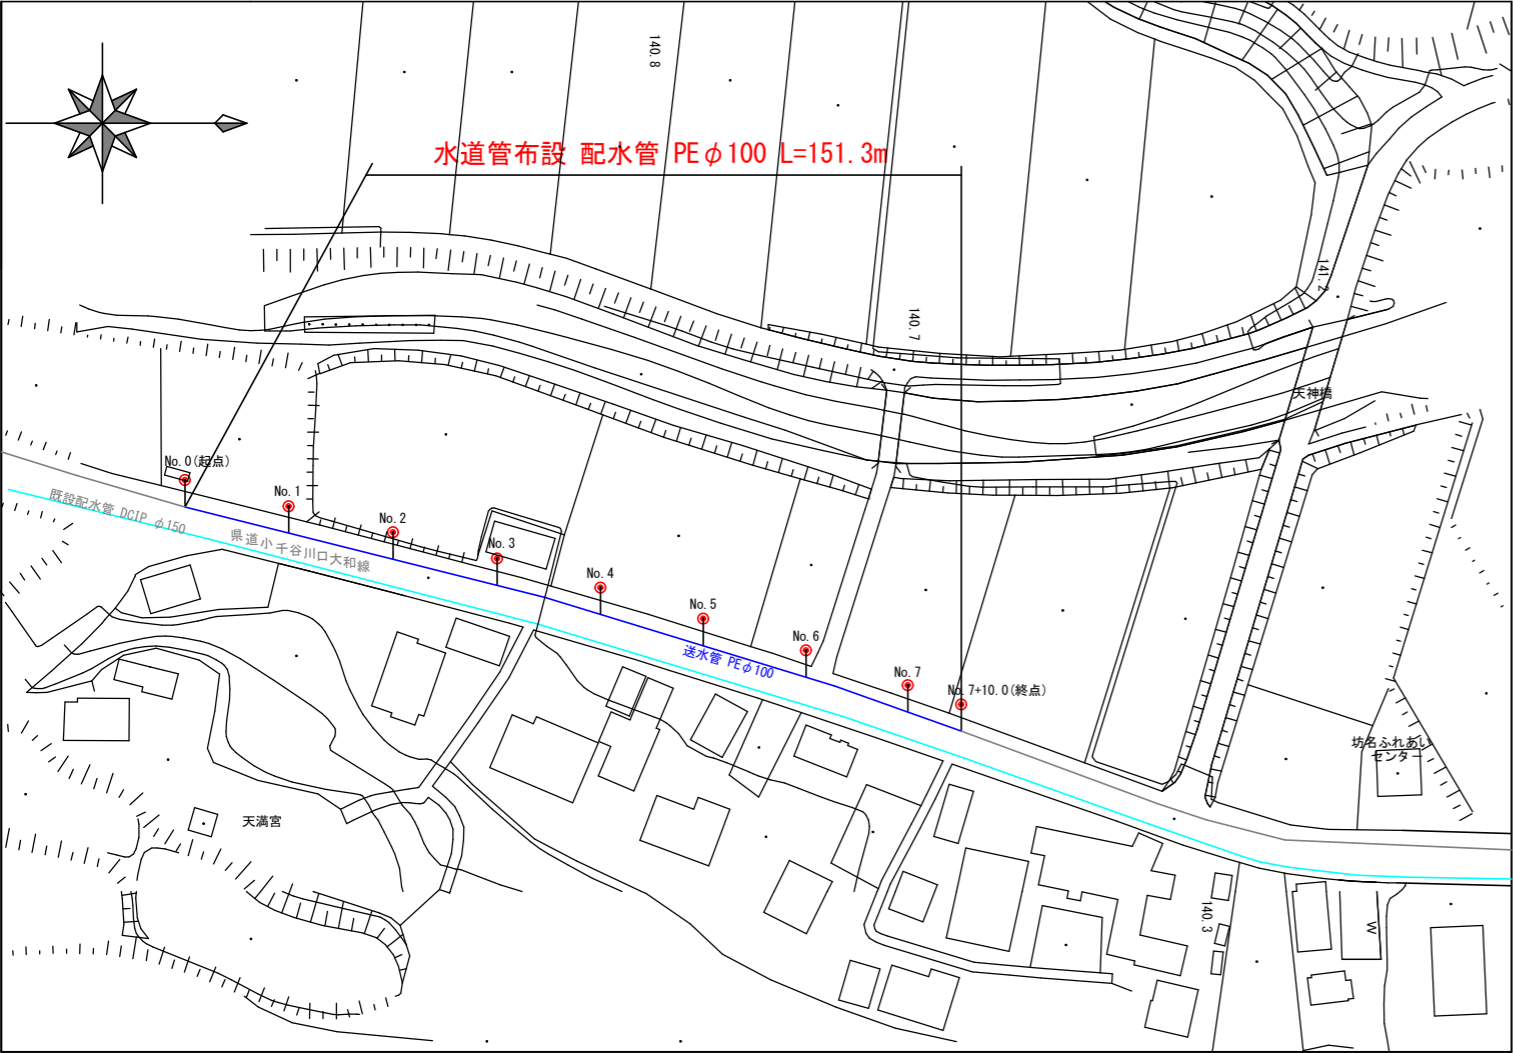 140.8
水道管布設 配水管 PEφ100 L=151.3m
141.2
140.7
天神橋
No.0(起点)
No.1
既設配水管 DCIP φ150
No.2
県道小千谷川口大和線
No.3
No.4
No.5
No.6
送水管 PEφ100
No.7
No.7+10.0(終点)
坊名ふれあい
センター
天満宮
140.3
W